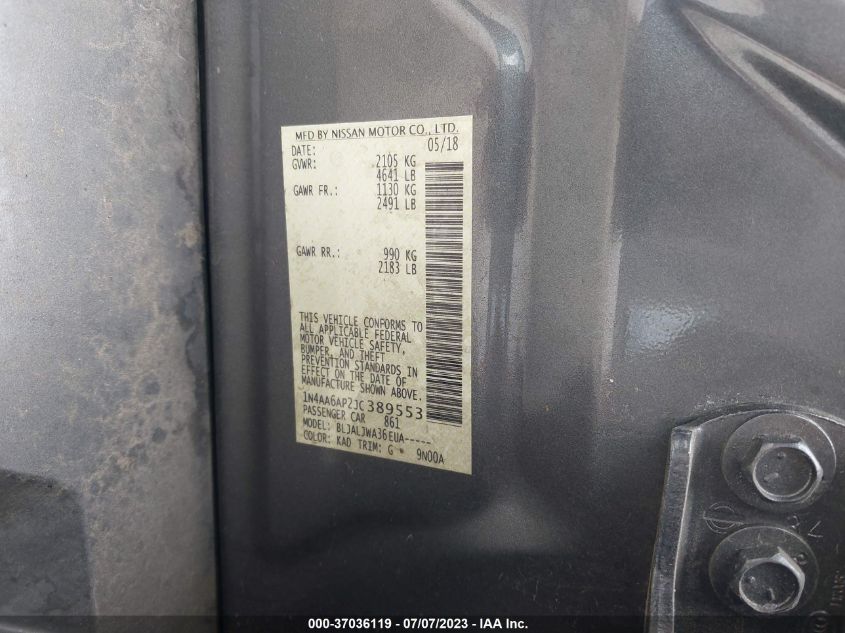 MFD BY NISSAN MOTOR CO., LTD.
DATE: 05/18
GVWR: 2105 KG
4641 LB
GAWR FR.: 1130 KG
2491 LB
GAWR RR.: 990 KG
2183 LB
THIS VEHICLE CONFORMS TO
ALL APPLICABLE FEDERAL
MOTOR VEHICLE SAFETY,
BUMPER, AND THEFT
PREVENTION STANDARDS IN
EFFECT ON THE DATE OF
MANUFACTURE SHOWN ABOVE.
1N4AA6AP2JC389553
PASSENGER CAR 861
MODEL: BLJALJWA36EUA-----
COLOR: KAD TRIM: G * 9N00A
000-37036119 - 07/07/2023 - IAA Inc.